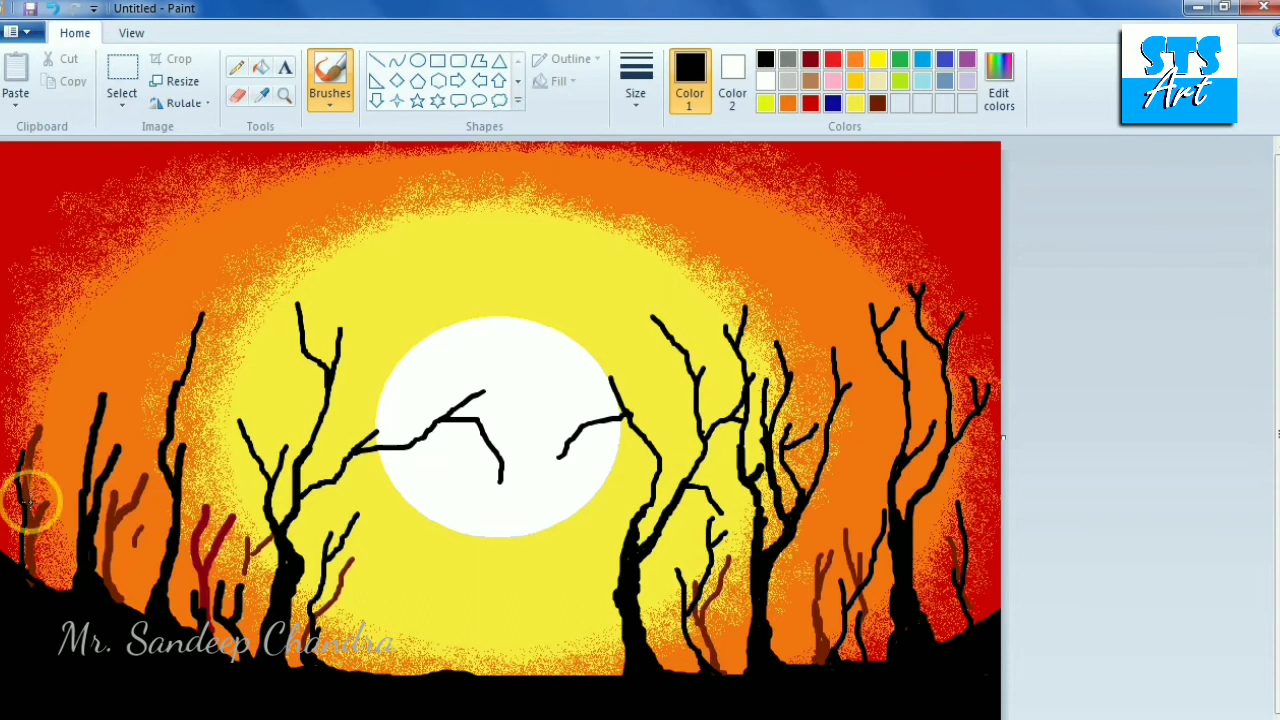 Untitled - Paint
Home View
Paste
Cut
Copy
Clipboard
Select
Crop
Resize
Rotate
Image
A
Tools
Brushes
Shapes
Outline
Fill
Size
Color
1
Color
2
Edit
colors
Colors
STS
Art
Mr. Sandeep Chandra